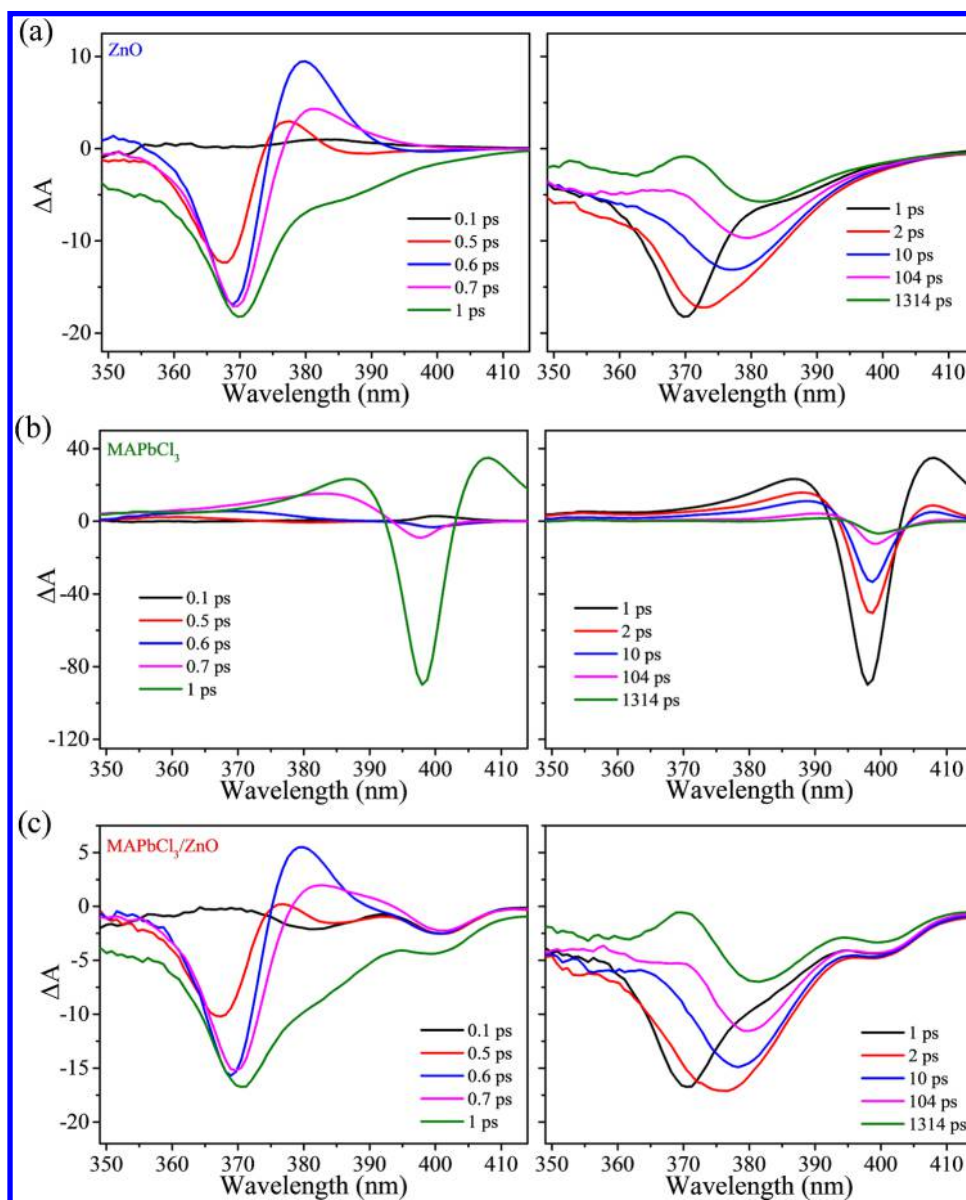 (a)
ZnO
10
0
-10
-20
ΔA
0.1 ps
0.5 ps
0.6 ps
0.7 ps
1 ps
350 360 370 380 390 400 410
Wavelength (nm)
1 ps
2 ps
10 ps
104 ps
1314 ps
350 360 370 380 390 400 410
Wavelength (nm)
(b)
MAPbCl3
40
0
-40
-80
-120
ΔA
0.1 ps
0.5 ps
0.6 ps
0.7 ps
1 ps
350 360 370 380 390 400 410
Wavelength (nm)
1 ps
2 ps
10 ps
104 ps
1314 ps
350 360 370 380 390 400 410
Wavelength (nm)
(c)
MAPbCl3/ZnO
5
0
-5
-10
-15
-20
ΔA
0.1 ps
0.5 ps
0.6 ps
0.7 ps
1 ps
350 360 370 380 390 400 410
Wavelength (nm)
1 ps
2 ps
10 ps
104 ps
1314 ps
350 360 370 380 390 400 410
Wavelength (nm)